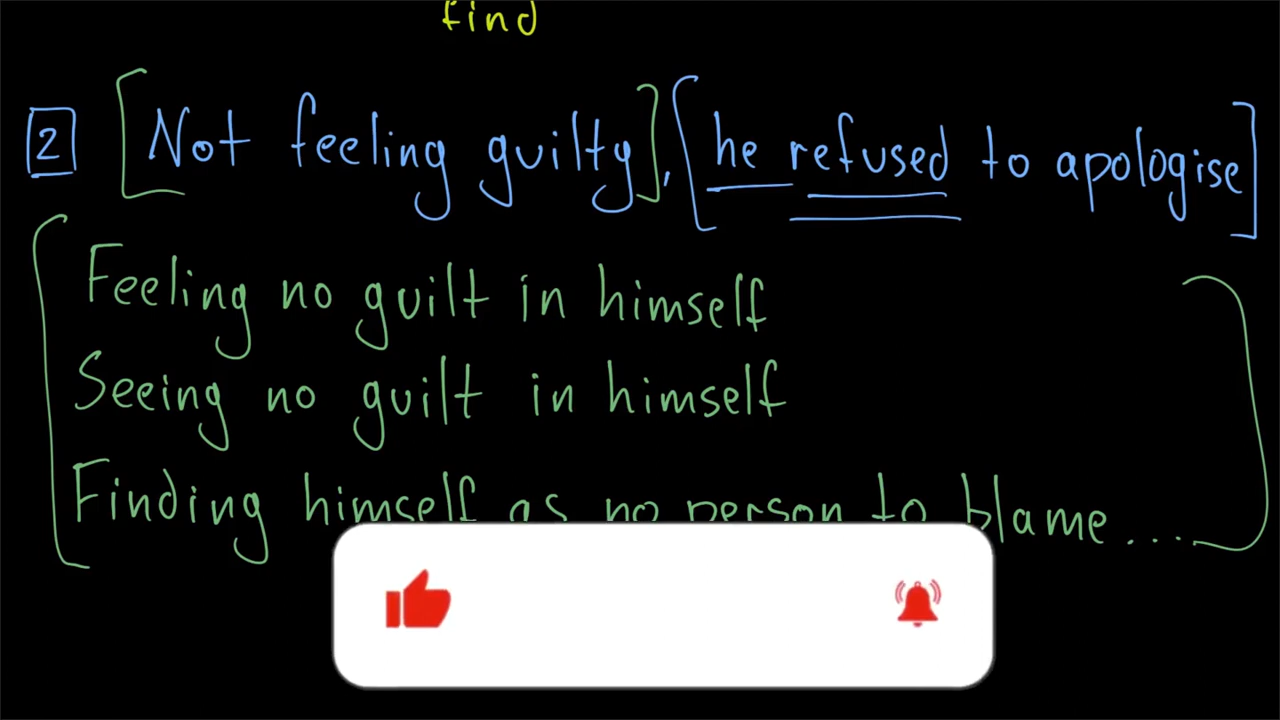 find
2 [Not feeling guilty], [he refused to apologise]
Feeling no guilt in himself
Seeing no guilt in himself
Finding himself as no person to blame....